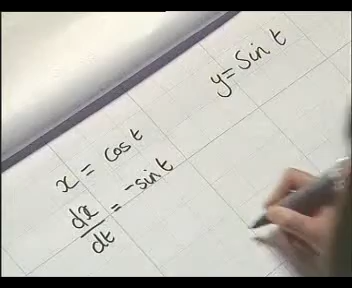 y = sin t
x = cos t
dx/dt = -sin t